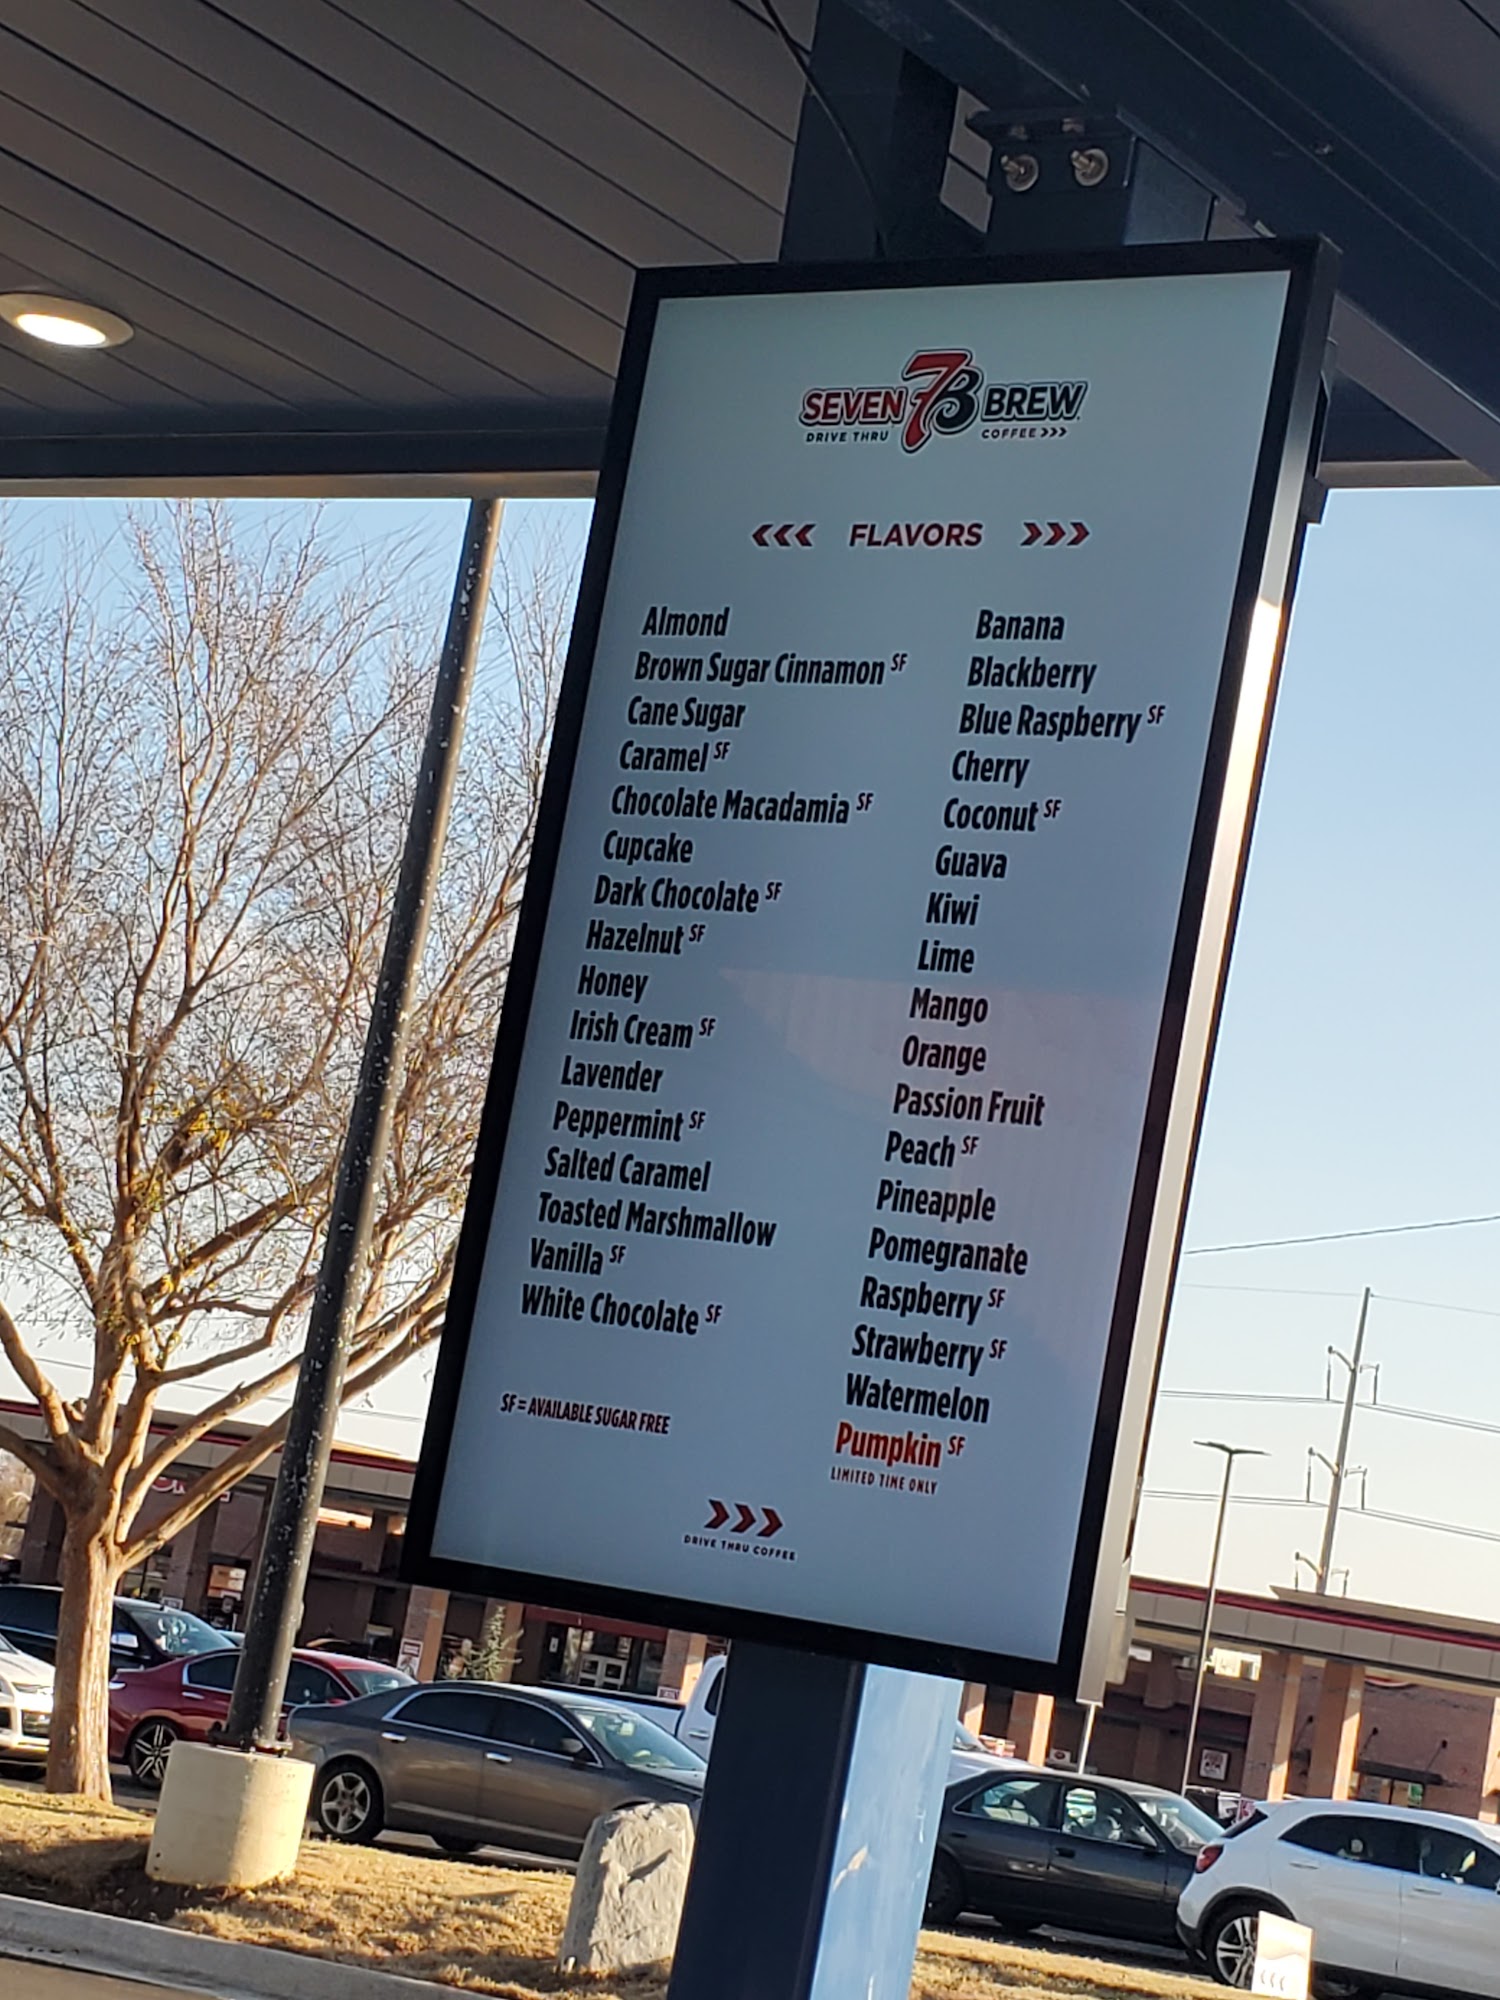 SEVEN 7B BREW
DRIVE THRU COFFEE >>>
<<< FLAVORS >>>
Almond
Brown Sugar Cinnamon SF
Cane Sugar
Caramel SF
Chocolate Macadamia SF
Cupcake
Dark Chocolate SF
Hazelnut SF
Honey
Irish Cream SF
Lavender
Peppermint SF
Salted Caramel
Toasted Marshmallow
Vanilla SF
White Chocolate SF
SF = AVAILABLE SUGAR FREE
Banana
Blackberry
Blue Raspberry SF
Cherry
Coconut SF
Guava
Kiwi
Lime
Mango
Orange
Passion Fruit
Peach SF
Pineapple
Pomegranate
Raspberry SF
Strawberry SF
Watermelon
Pumpkin SF
LIMITED TIME ONLY
>>>
DRIVE THRU COFFEE